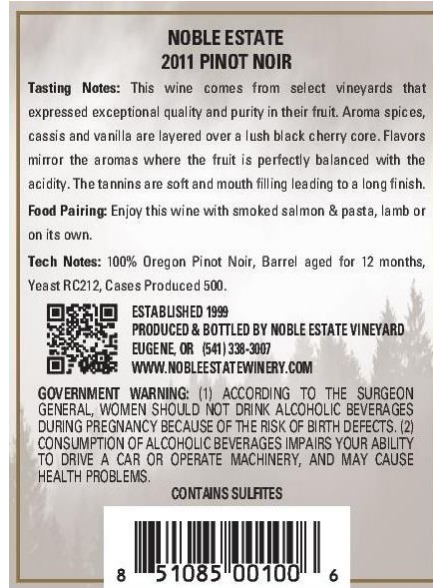 NOBLE ESTATE
2011 PINOT NOIR
Tasting Notes: This wine comes from select vineyards that
expressed exceptional quality and purity in their fruit. Aroma spices,
cassis and vanilla are layered over a lush black cherry core. Flavors
mirror the aromas where the fruit is perfectly balanced with the
acidity. The tannins are soft and mouth filling leading to a long finish.
Food Pairing: Enjoy this wine with smoked salmon & pasta, lamb or
on its own.
Tech Notes: 100% Oregon Pinot Noir, Barrel aged for 12 months,
Yeast RC212, Cases Produced 500.
ESTABLISHED 1999
PRODUCED & BOTTLED BY NOBLE ESTATE VINEYARD
EUGENE, OR (541) 338-3007
WWW.NOBLEESTATEWINERY.COM
GOVERNMENT WARNING: (1) ACCORDING TO THE SURGEON
GENERAL, WOMEN SHOULD NOT DRINK ALCOHOLIC BEVERAGES
DURING PREGNANCY BECAUSE OF THE RISK OF BIRTH DEFECTS. (2)
CONSUMPTION OF ALCOHOLIC BEVERAGES IMPAIRS YOUR ABILITY
TO DRIVE A CAR OR OPERATE MACHINERY, AND MAY CAUSE
HEALTH PROBLEMS.
CONTAINS SULFITES
8 51085 00100 6